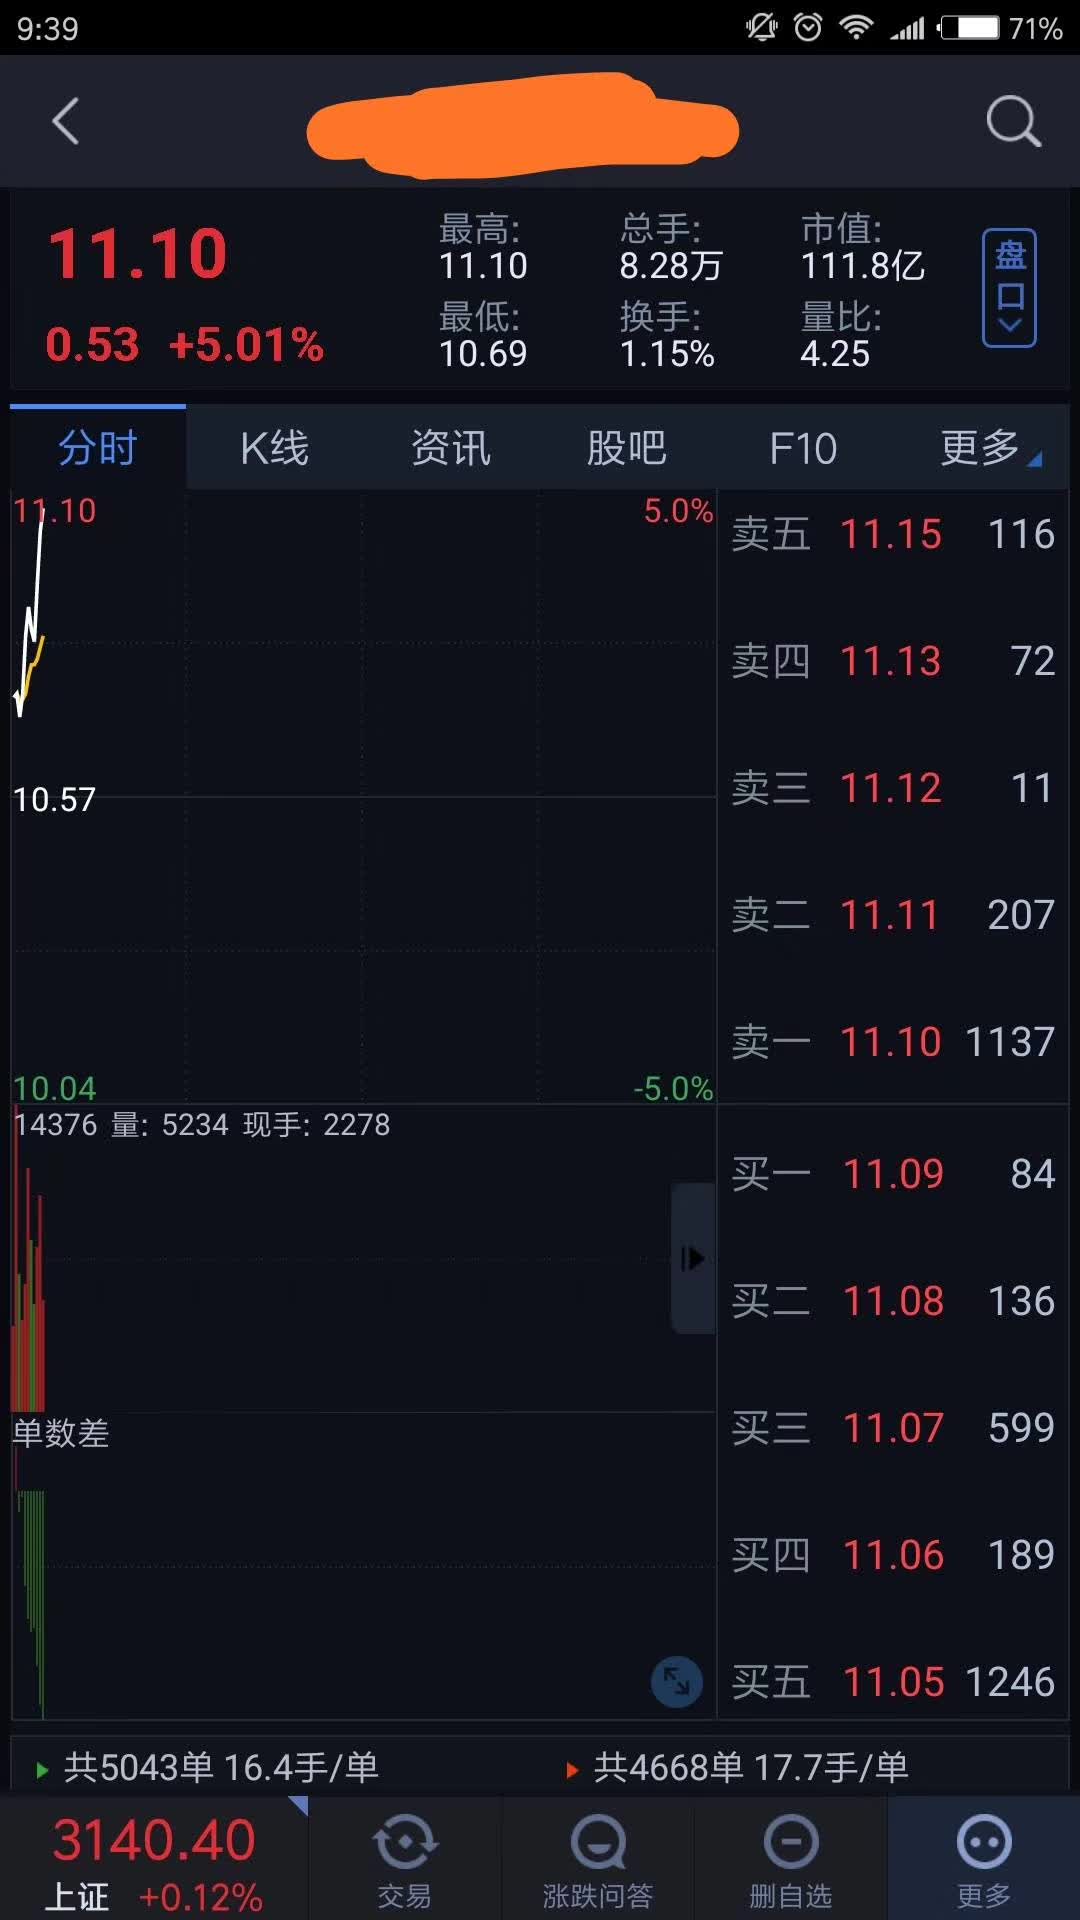 9:39 71%
11.10
0.53 +5.01%
最高: 总手: 市值:
11.10 8.28万 111.8亿
最低: 换手: 量比:
10.69 1.15% 4.25
盘口
分时 K线 资讯 股吧 F10 更多
11.10 5.0%
10.57
10.04 -5.0%
卖五 11.15 116
卖四 11.13 72
卖三 11.12 11
卖二 11.11 207
卖一 11.10 1137
14376 量: 5234 现手: 2278
买一 11.09 84
买二 11.08 136
买三 11.07 599
买四 11.06 189
买五 11.05 1246
单数差
共5043单 16.4手/单 共4668单 17.7手/单
3140.40
上证 +0.12% 交易 涨跌问答 删自选 更多